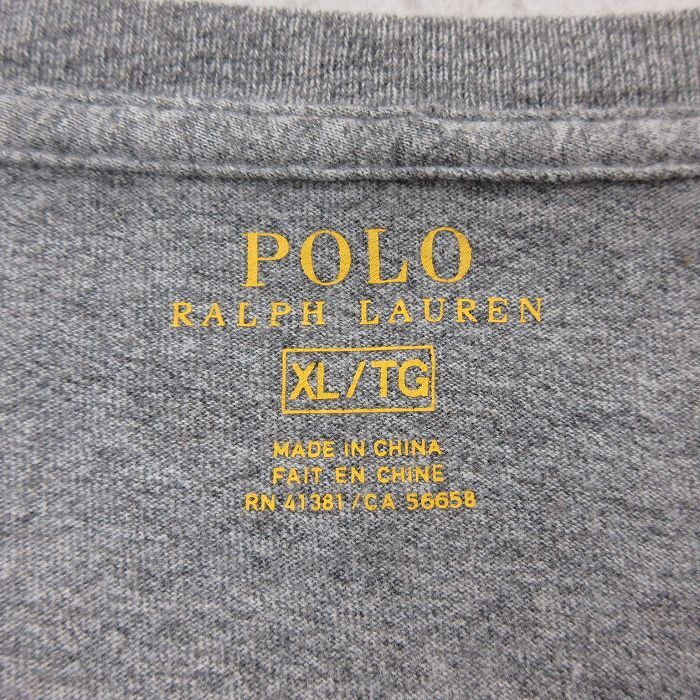 POLO
RALPH LAUREN
XL/TG
MADE IN CHINA
FAIT EN CHINE
RN 41381/CA 56658